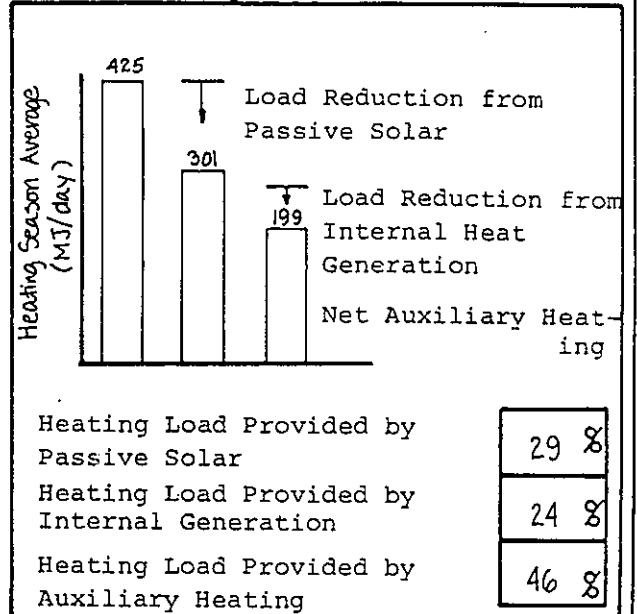 425
Load Reduction from
Passive Solar
301
Load Reduction from
199
Internal Heat
Generation
Net Auxiliary Heat-
ing
Heating Season Average
(MJ/day)
Heating Load Provided by
Passive Solar
29 %
Heating Load Provided by
Internal Generation
24 %
Heating Load Provided by
Auxiliary Heating
46 %